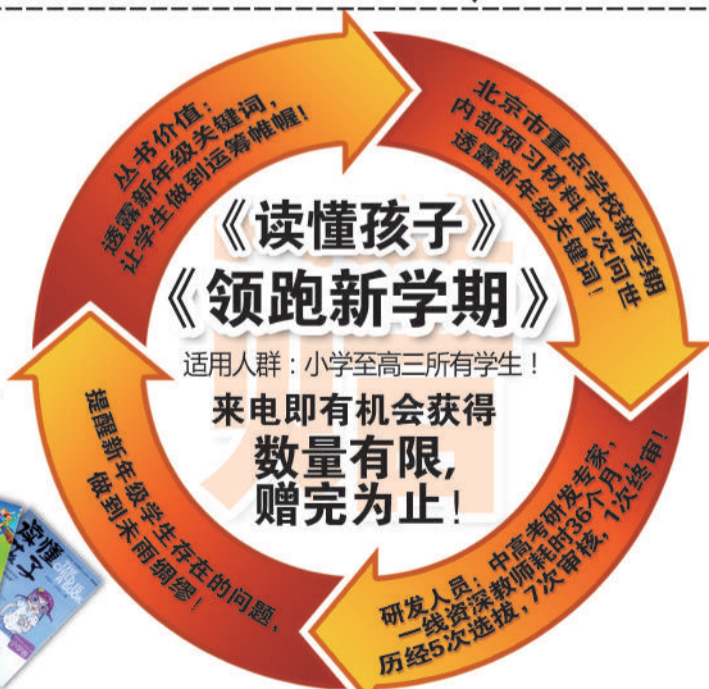 丛书价值：
透露新年级关键词，
让学生做到运筹帷幄！
北京市重点学校新学期
内部预习材料首次问世
透露新年级关键词！
《读懂孩子》
《领跑新学期》
适用人群：小学至高三所有学生！
来电即有机会获得
数量有限，
赠完为止！
赠
研发人员：中高考研发专家，
一线资深教师耗时36个月，
历经5次选拔，7次审核，1次终审！
提醒新年级学生存在的问题，
做到未雨绸缪！
读懂
孩子